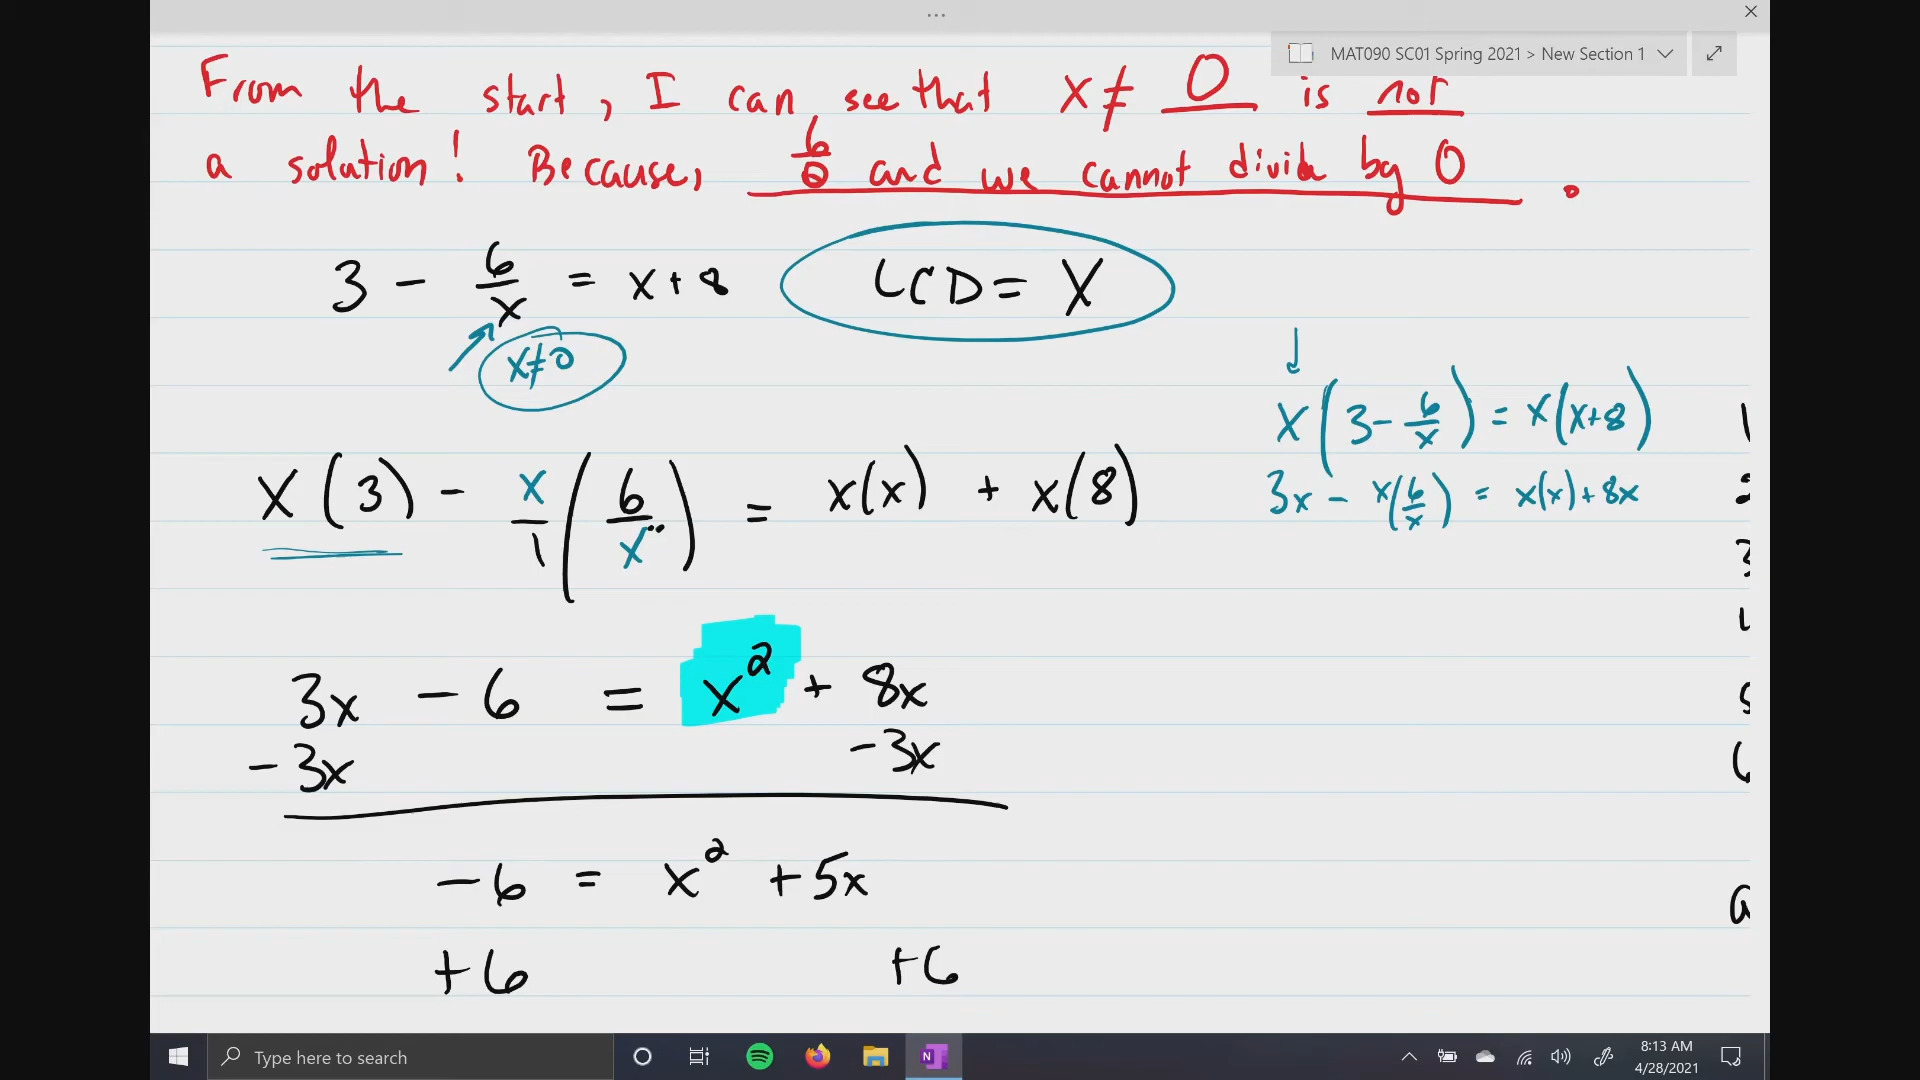 MAT090 SC01 Spring 2021 > New Section 1
From the start, I can see that x ≠ 0 is not
a solution! Because, 6/0 and we cannot divide by 0.
3 - 6/x = x + 8 LCD = X
x ≠ 0
x(3 - 6/x) = x(x+8)
3x - x(6/x) = x(x) + 8x
X(3) - x/1(6/x) = x(x) + x(8)
3x - 6 = x² + 8x
-3x -3x
-6 = x² + 5x
+6 +6
Type here to search
8:13 AM
4/28/2021